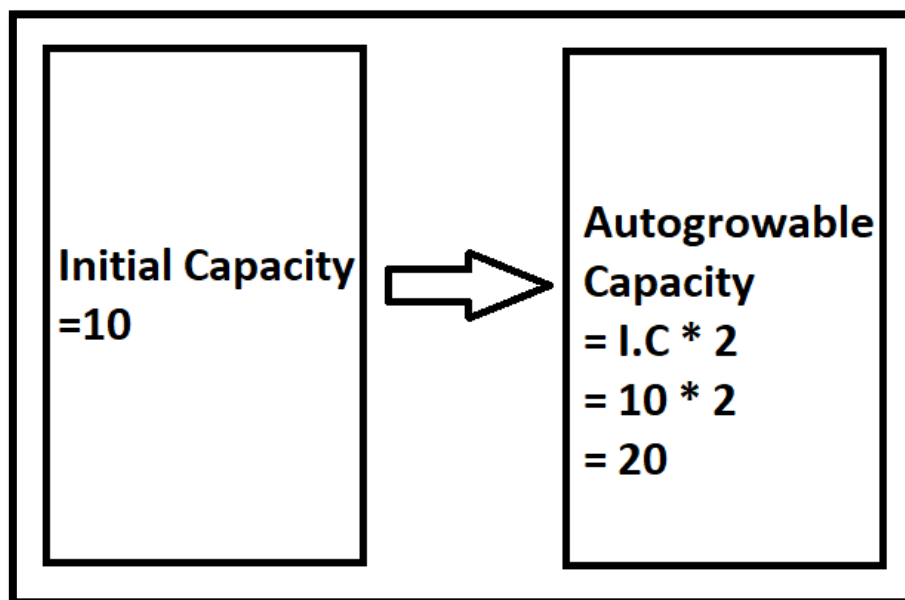 Initial Capacity
=10
Autogrowable
Capacity
= I.C * 2
= 10 * 2
= 20